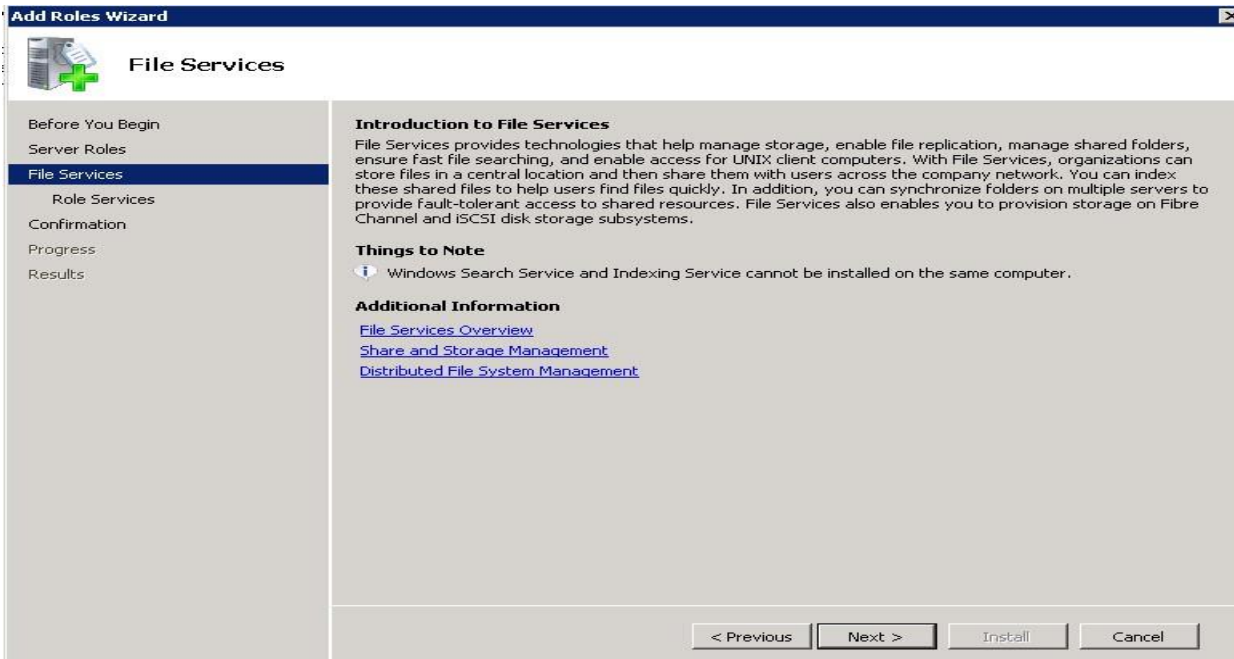 Add Roles Wizard
File Services
Before You Begin
Server Roles
File Services
Role Services
Confirmation
Progress
Results
Introduction to File Services
File Services provides technologies that help manage storage, enable file replication, manage shared folders,
ensure fast file searching, and enable access for UNIX client computers. With File Services, organizations can
store files in a central location and then share them with users across the company network. You can index
these shared files to help users find files quickly. In addition, you can synchronize folders on multiple servers to
provide fault-tolerant access to shared resources. File Services also enables you to provision storage on Fibre
Channel and iSCSI disk storage subsystems.
Things to Note
Windows Search Service and Indexing Service cannot be installed on the same computer.
Additional Information
File Services Overview
Share and Storage Management
Distributed File System Management
< Previous
Next >
Install
Cancel